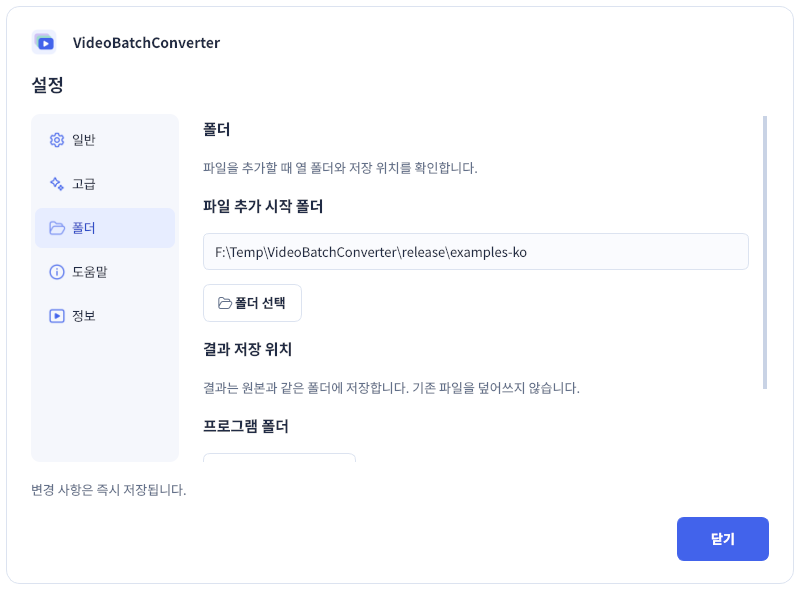 VideoBatchConverter
설정
일반
고급
폴더
도움말
정보
폴더
파일을 추가할 때 열 폴더와 저장 위치를 확인합니다.
파일 추가 시작 폴더
F:\Temp\VideoBatchConverter\release\examples-ko
폴더 선택
결과 저장 위치
결과는 원본과 같은 폴더에 저장합니다. 기존 파일을 덮어쓰지 않습니다.
프로그램 폴더
변경 사항은 즉시 저장됩니다.
닫기